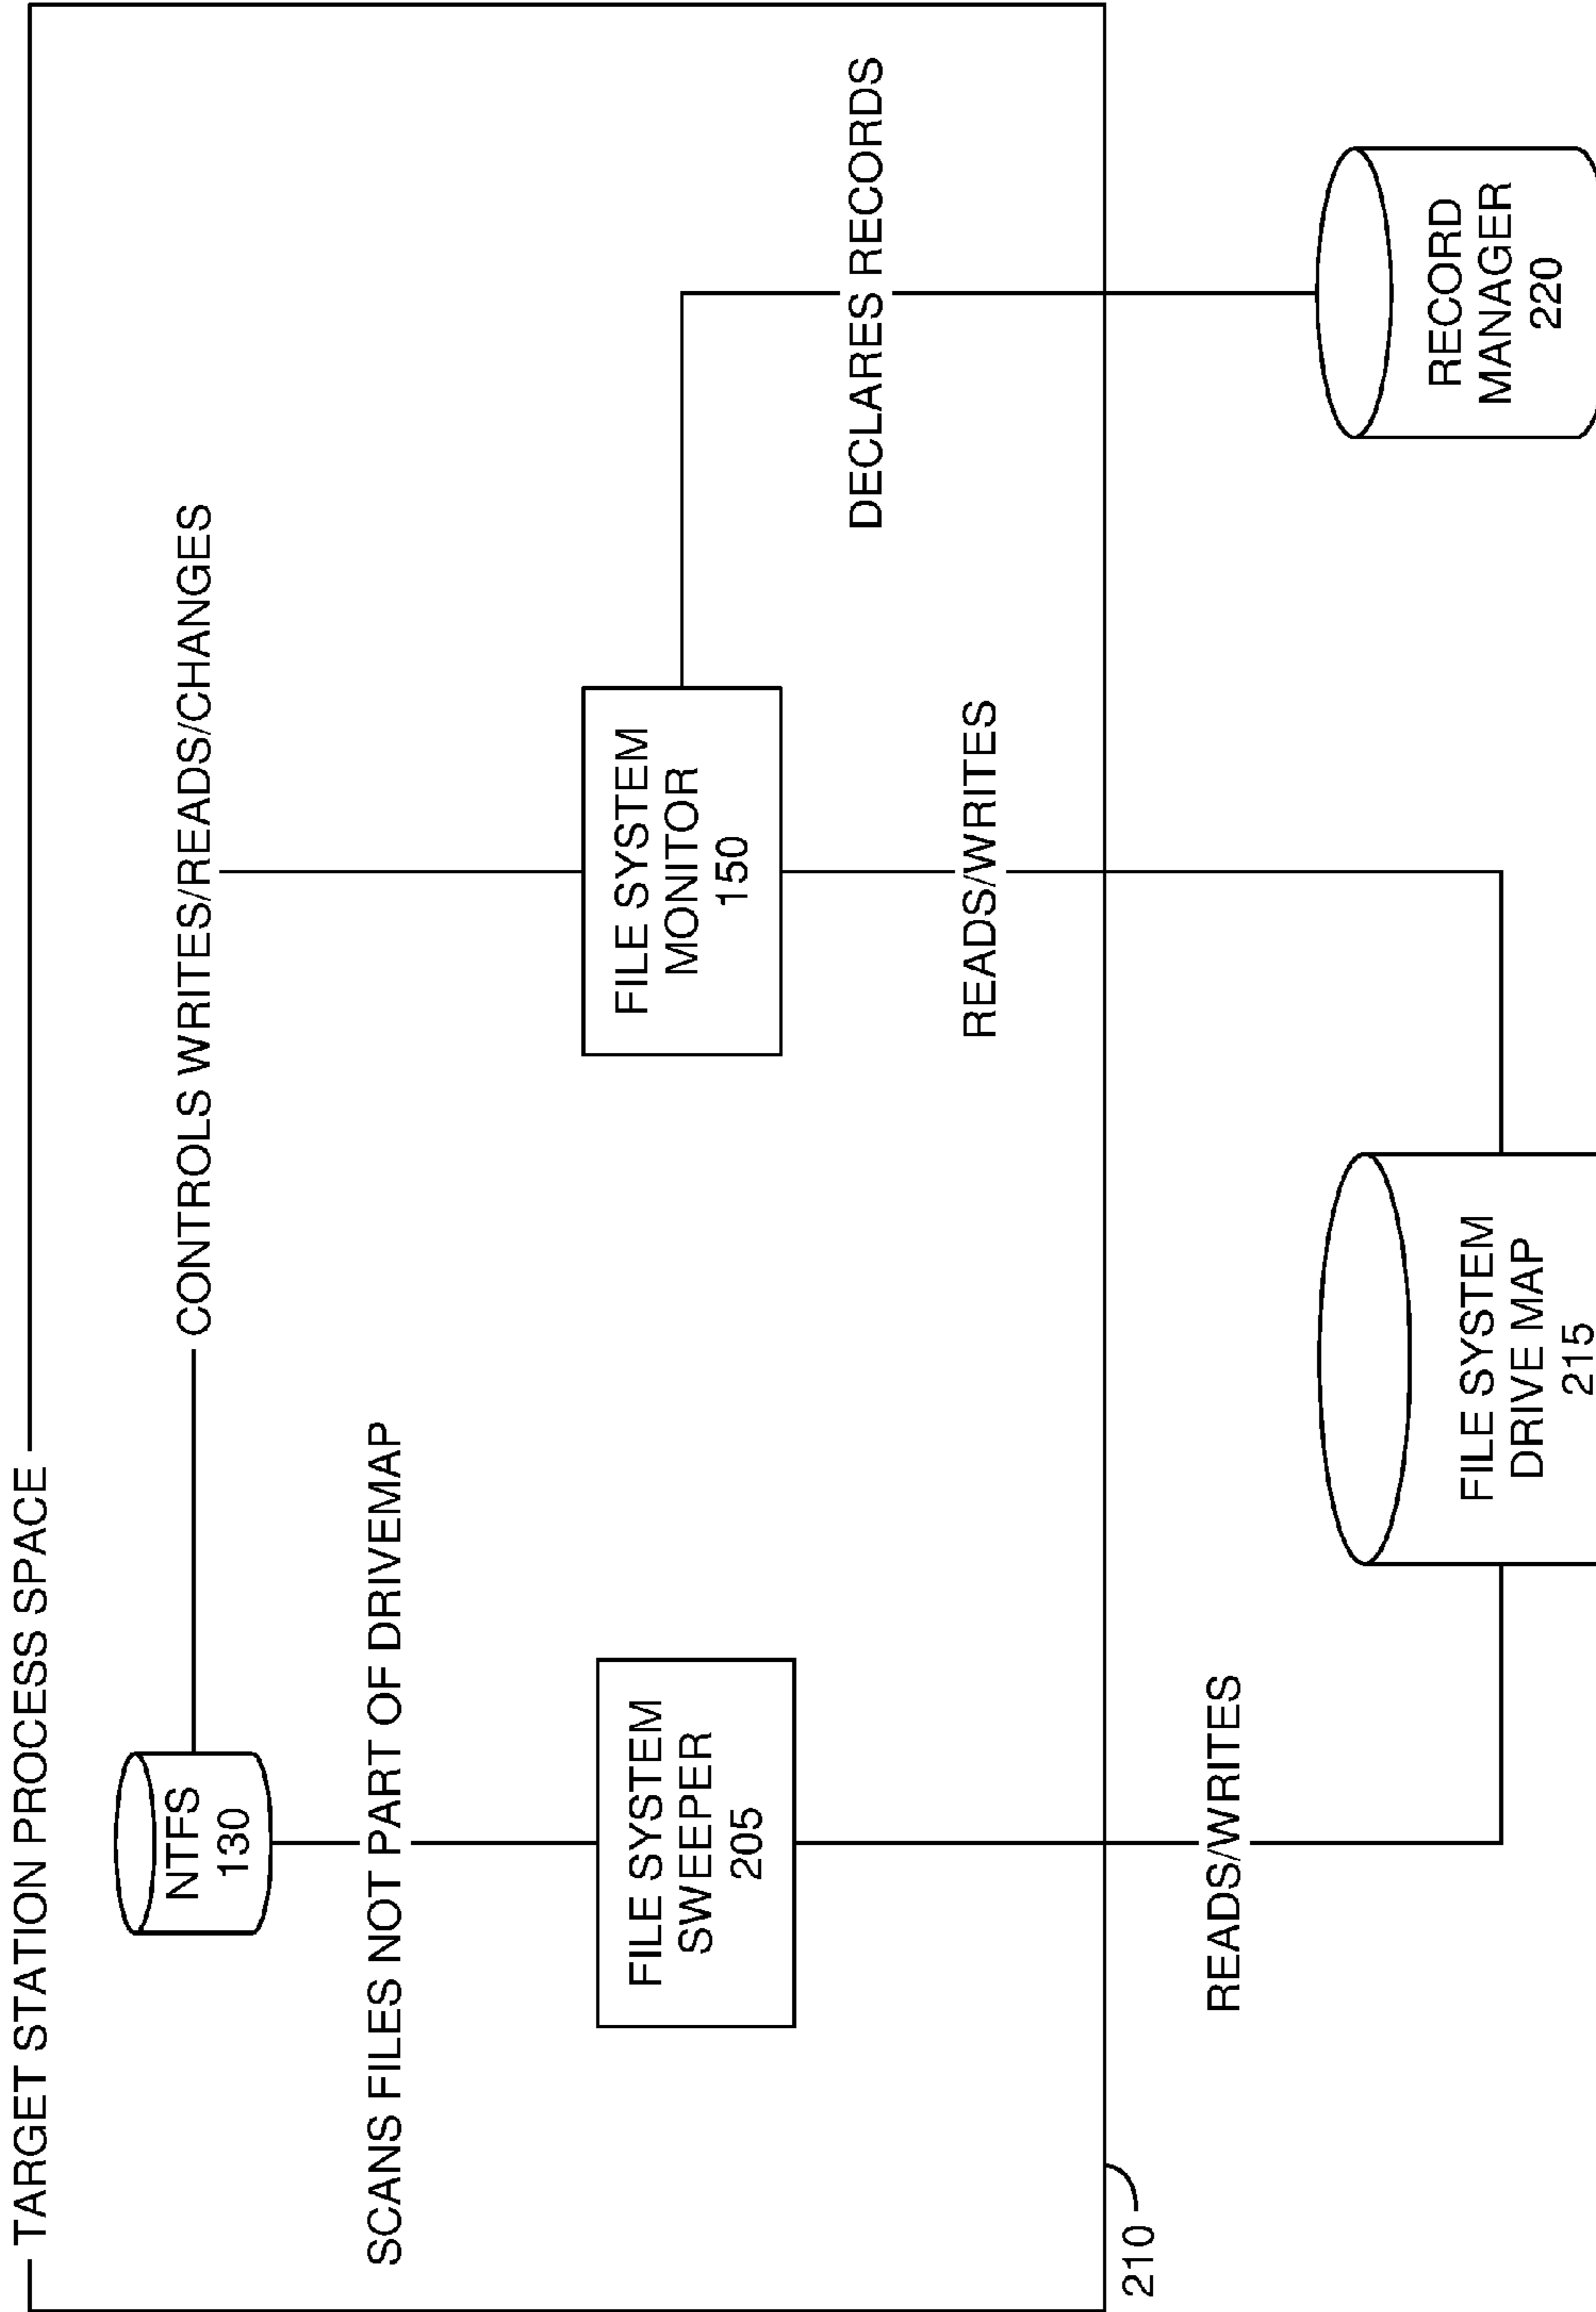 TARGET STATION PROCESS SPACE
NTFS
130
CONTROLS WRITES/READS/CHANGES
SCANS FILES NOT PART OF DRIVEMAP
FILE SYSTEM
SWEEPER
205
FILE SYSTEM
MONITOR
150
DECLARES RECORDS
READS/WRITES
210
READS/WRITES
FILE SYSTEM
DRIVE MAP
215
RECORD
MANAGER
220